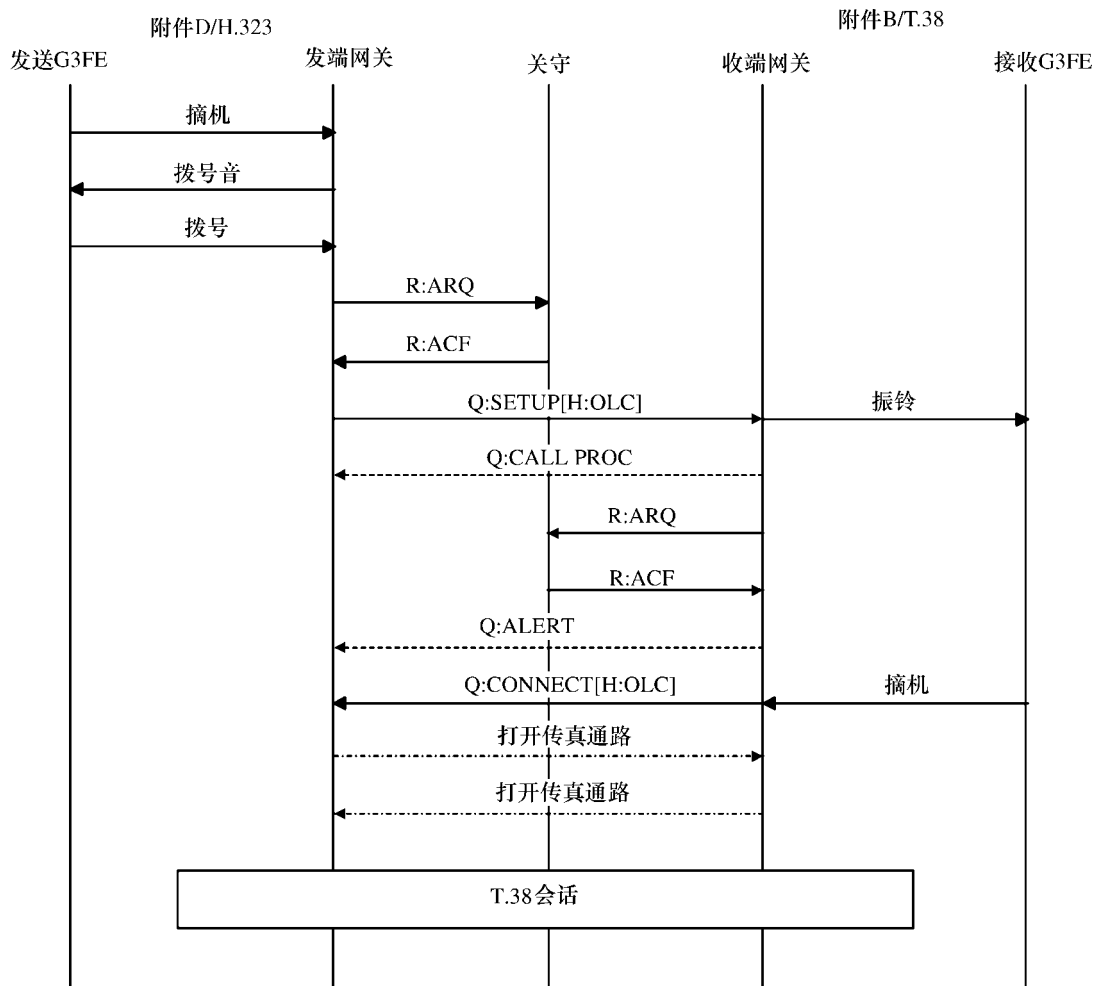 附件D/H.323
附件B/T.38
发送G3FE
发端网关
关守
收端网关
接收G3FE
摘机
拨号音
拨号
R:ARQ
R:ACF
Q:SETUP[H:OLC]
振铃
Q:CALL PROC
R:ARQ
R:ACF
Q:ALERT
Q:CONNECT[H:OLC]
摘机
打开传真通路
打开传真通路
T.38会话